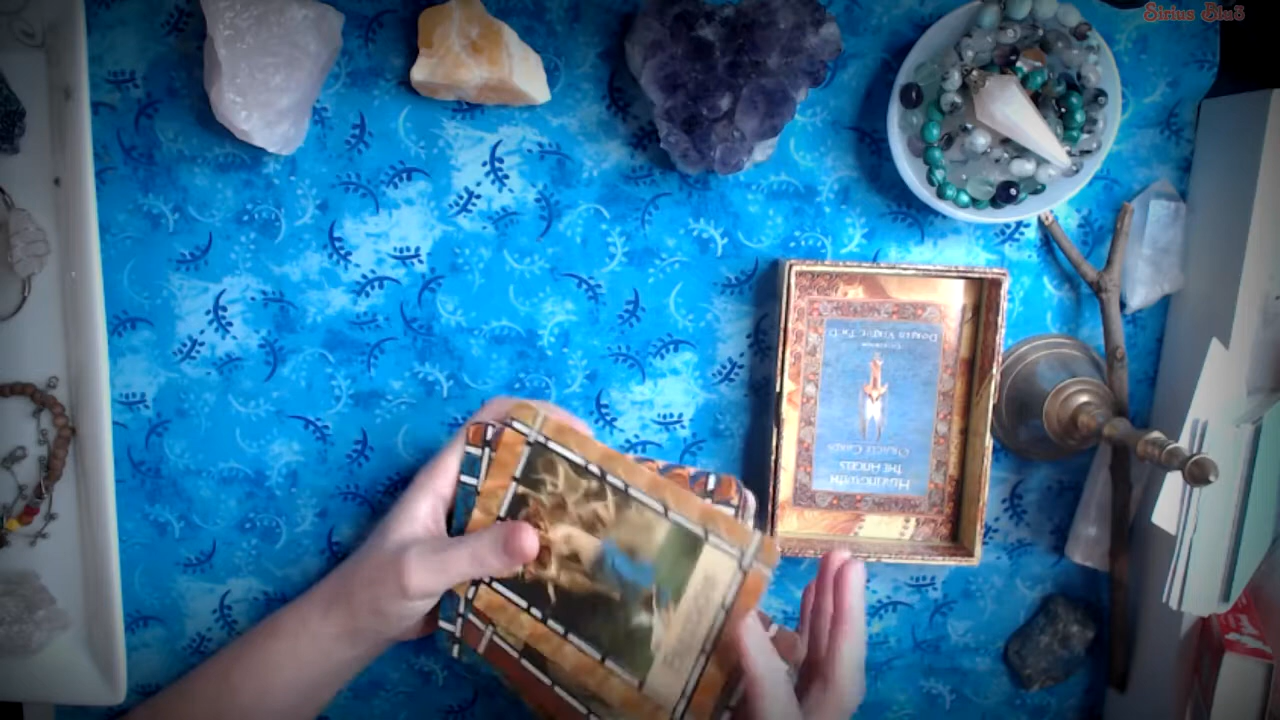 Sirius Blu3
HEALING WITH
THE ANGELS
ORACLE CARDS
DOREEN VIRTUE, PH.D.